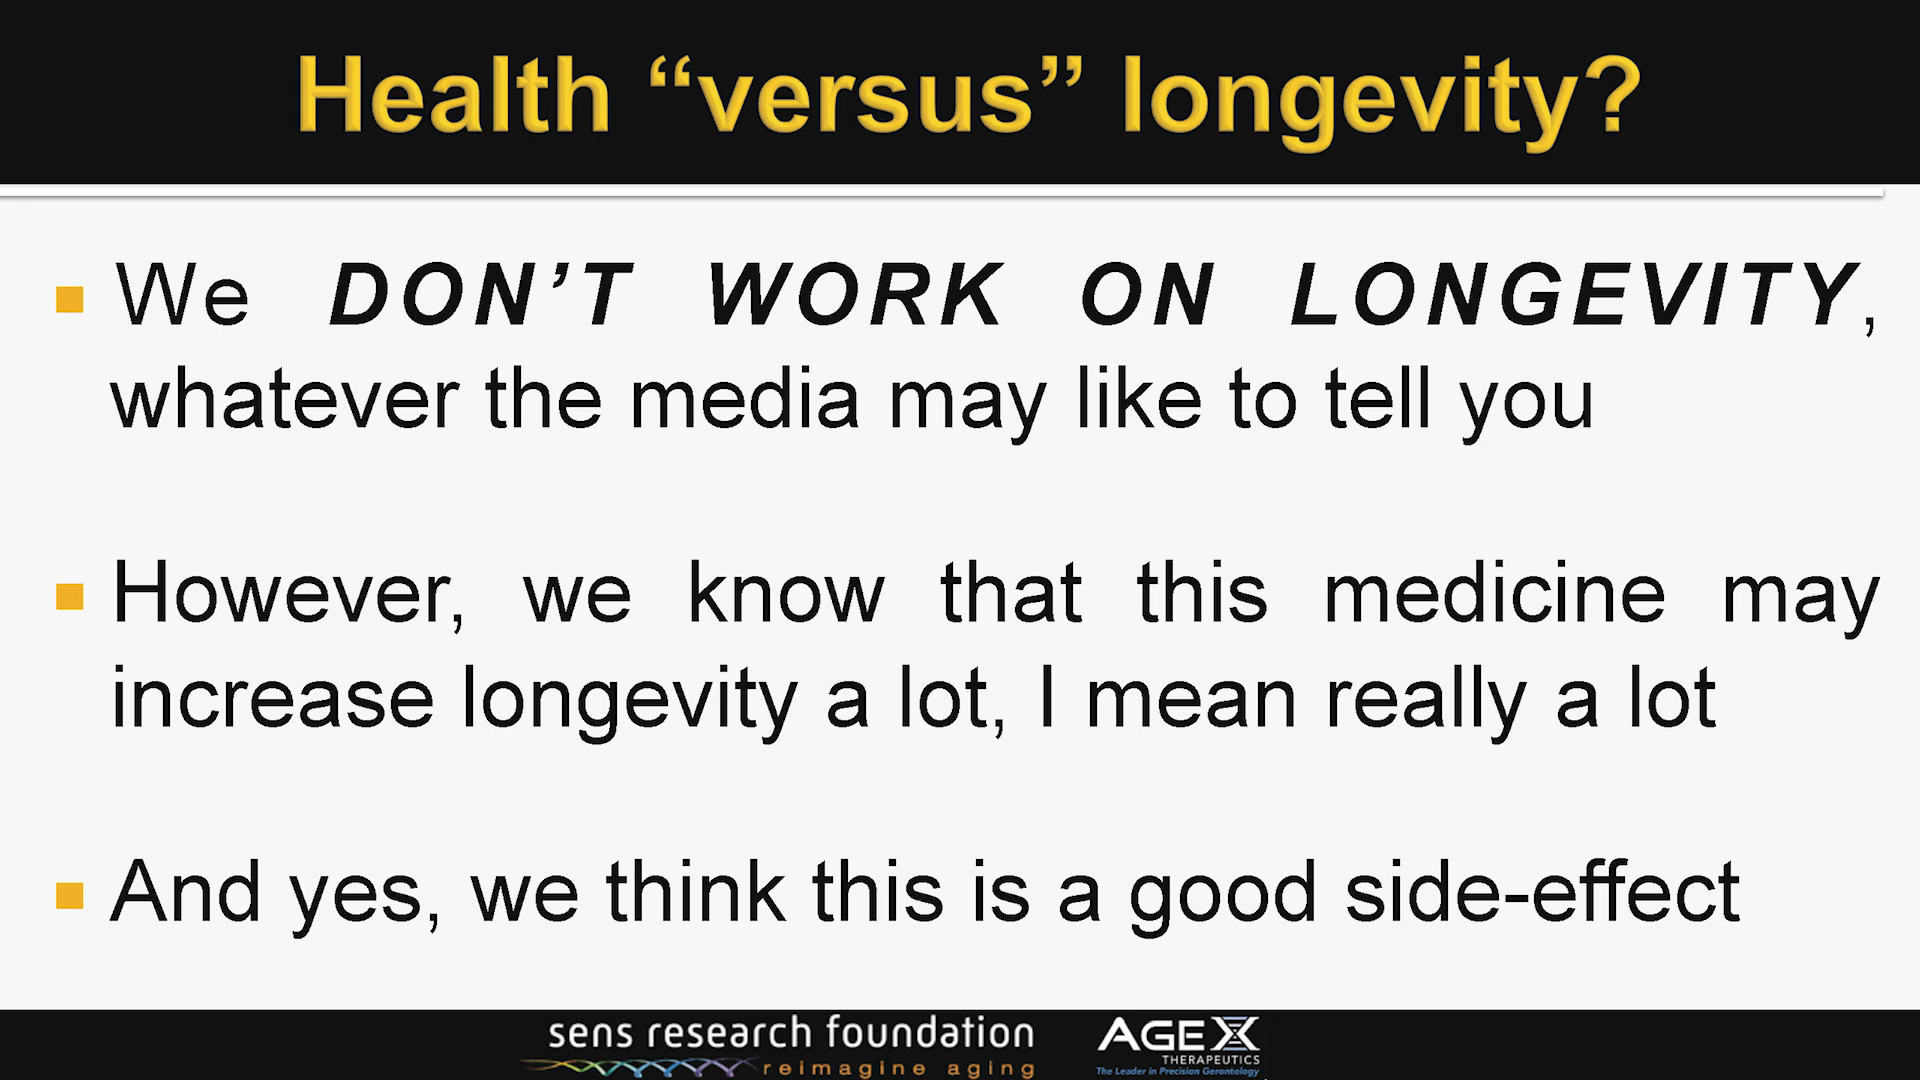 Health “versus” longevity?
We DON’T WORK ON LONGEVITY,
whatever the media may like to tell you
However, we know that this medicine may
increase longevity a lot, I mean really a lot
And yes, we think this is a good side-effect
sens research foundation
reimagine aging
AGEX
THERAPEUTICS
The Leader in Precision Gerontology